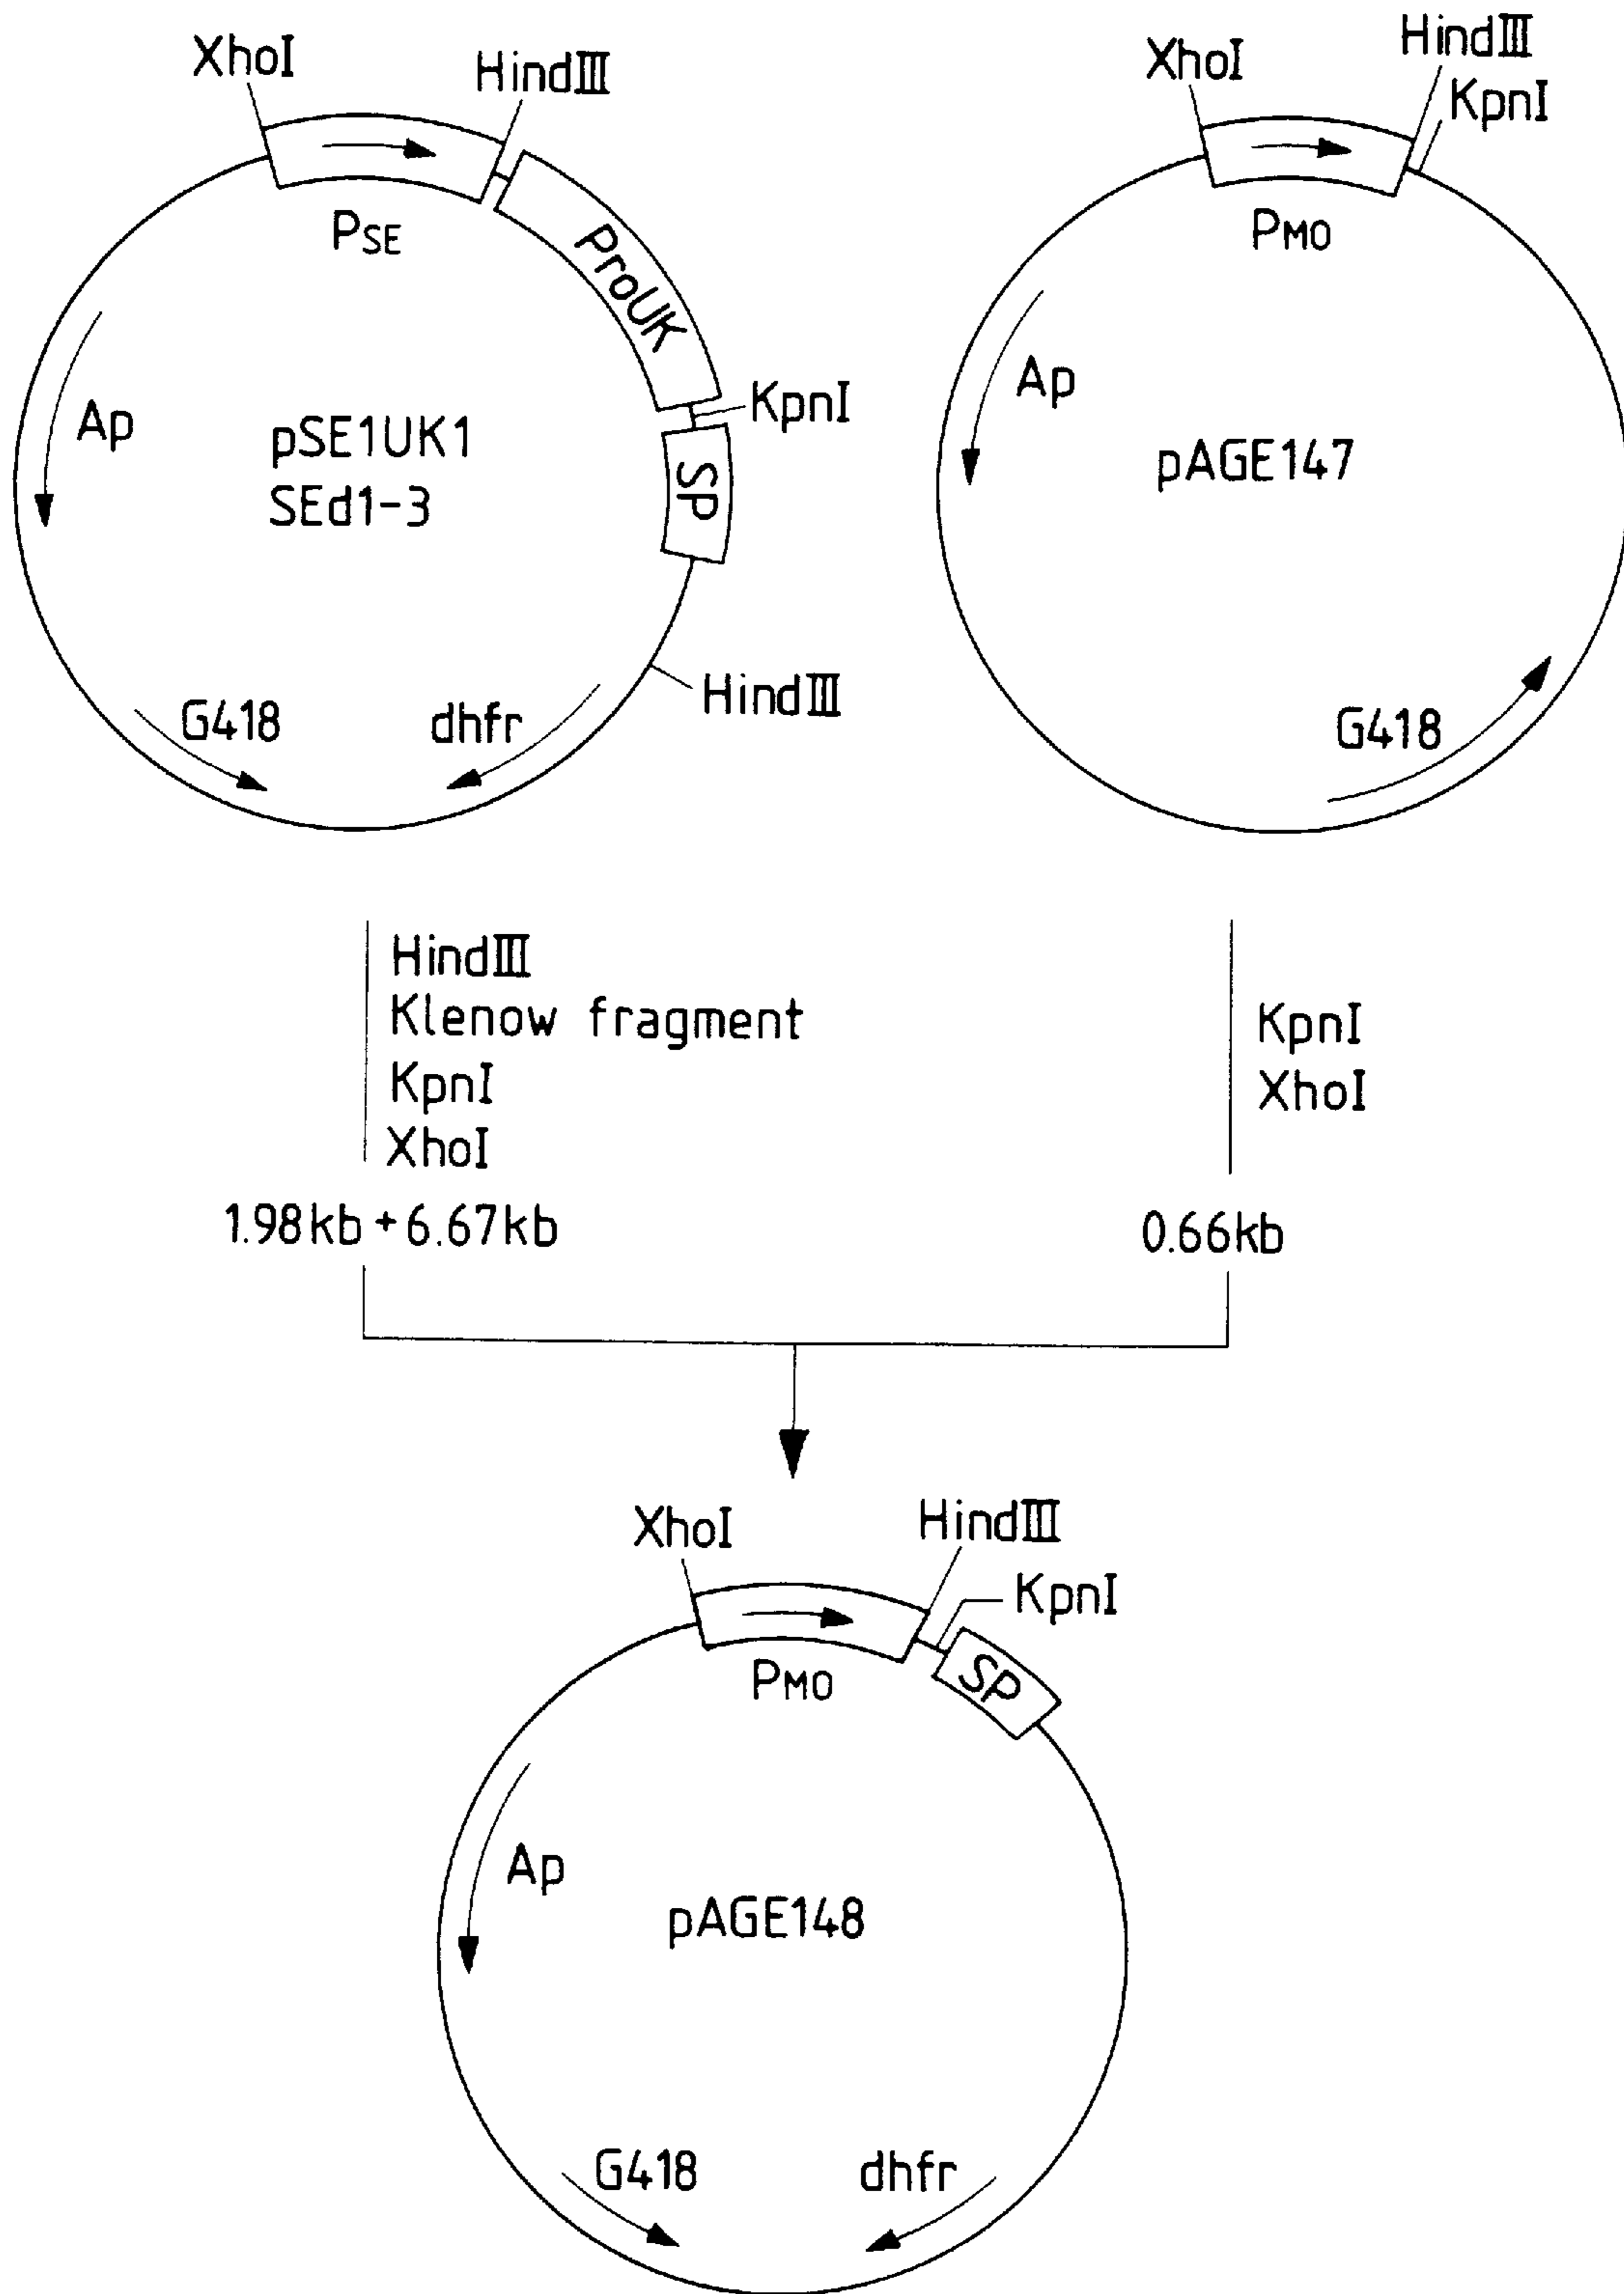 XhoI
HindIII
PSE
ProUK
KpnI
SP
Ap
pSE1UK1
SEd1-3
HindIII
G418
dhfr
XhoI
HindIII
KpnI
PMO
Ap
pAGE147
G418
HindIII
Klenow fragment
KpnI
XhoI
1.98kb + 6.67kb
KpnI
XhoI
0.66kb
XhoI
HindIII
KpnI
PMO
SP
Ap
pAGE148
G418
dhfr